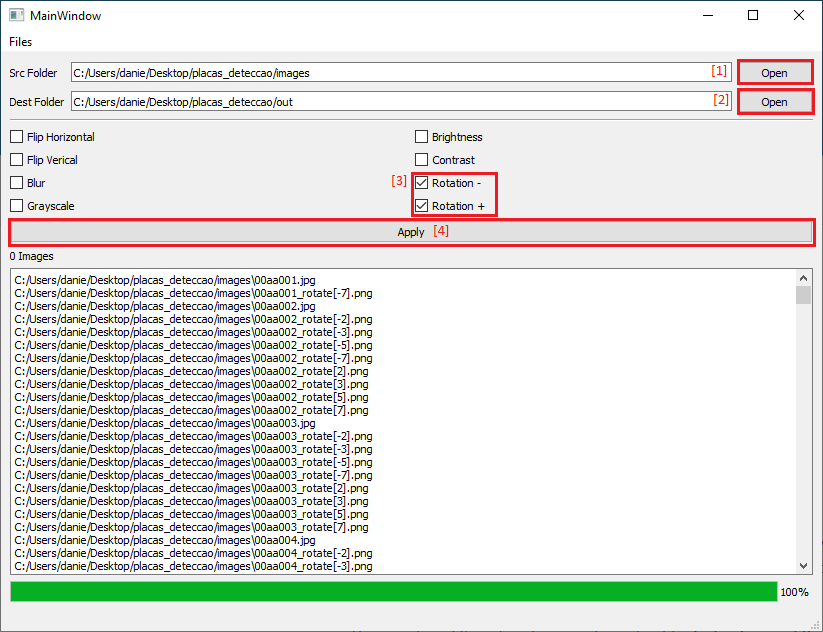 MainWindow
Files
Src Folder C:/Users/danie/Desktop/placas_deteccao/images [1] Open
Dest Folder C:/Users/danie/Desktop/placas_deteccao/out [2] Open
Flip Horizontal Brightness
Flip Verical Contrast
Blur [3] Rotation -
Grayscale Rotation +
Apply [4]
0 Images
C:/Users/danie/Desktop/placas_deteccao/images\00aa001.jpg
C:/Users/danie/Desktop/placas_deteccao/images\00aa001_rotate[-7].png
C:/Users/danie/Desktop/placas_deteccao/images\00aa002.jpg
C:/Users/danie/Desktop/placas_deteccao/images\00aa002_rotate[-2].png
C:/Users/danie/Desktop/placas_deteccao/images\00aa002_rotate[-3].png
C:/Users/danie/Desktop/placas_deteccao/images\00aa002_rotate[-5].png
C:/Users/danie/Desktop/placas_deteccao/images\00aa002_rotate[-7].png
C:/Users/danie/Desktop/placas_deteccao/images\00aa002_rotate[2].png
C:/Users/danie/Desktop/placas_deteccao/images\00aa002_rotate[3].png
C:/Users/danie/Desktop/placas_deteccao/images\00aa002_rotate[5].png
C:/Users/danie/Desktop/placas_deteccao/images\00aa002_rotate[7].png
C:/Users/danie/Desktop/placas_deteccao/images\00aa003.jpg
C:/Users/danie/Desktop/placas_deteccao/images\00aa003_rotate[-2].png
C:/Users/danie/Desktop/placas_deteccao/images\00aa003_rotate[-3].png
C:/Users/danie/Desktop/placas_deteccao/images\00aa003_rotate[-5].png
C:/Users/danie/Desktop/placas_deteccao/images\00aa003_rotate[-7].png
C:/Users/danie/Desktop/placas_deteccao/images\00aa003_rotate[2].png
C:/Users/danie/Desktop/placas_deteccao/images\00aa003_rotate[3].png
C:/Users/danie/Desktop/placas_deteccao/images\00aa003_rotate[5].png
C:/Users/danie/Desktop/placas_deteccao/images\00aa003_rotate[7].png
C:/Users/danie/Desktop/placas_deteccao/images\00aa004.jpg
C:/Users/danie/Desktop/placas_deteccao/images\00aa004_rotate[-2].png
C:/Users/danie/Desktop/placas_deteccao/images\00aa004_rotate[-3].png
100%